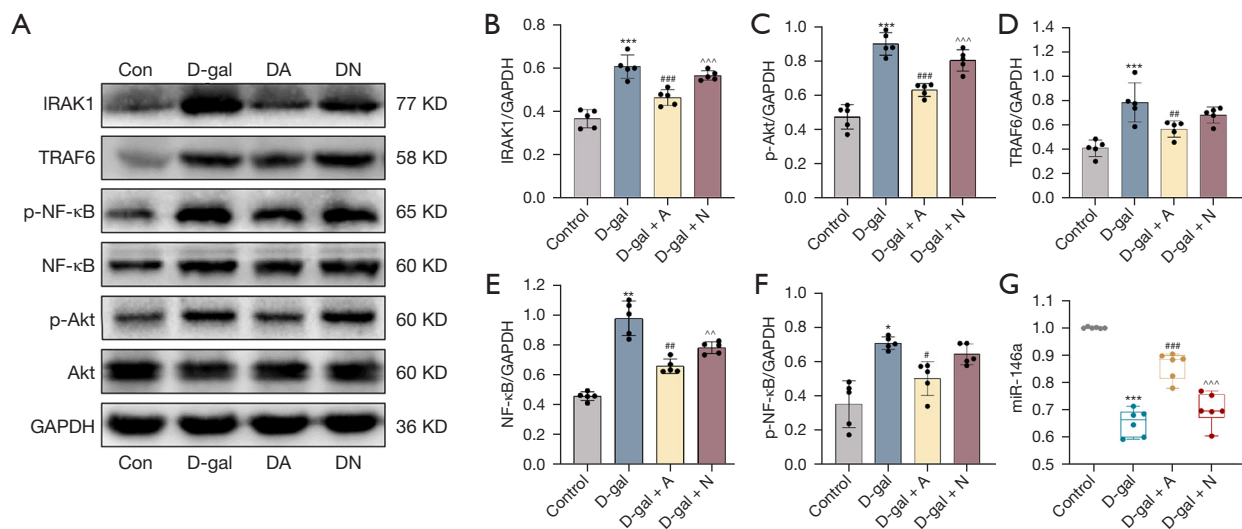 A
Con D-gal DA DN
IRAK1 77 KD
TRAF6 58 KD
p-NF-κB 65 KD
NF-κB 60 KD
p-Akt 60 KD
Akt 60 KD
GAPDH 36 KD
Con D-gal DA DN
B
IRAK1/GAPDH
0.8
0.6
0.4
0.2
0.0
***
###
^^^
Control
D-gal
D-gal + A
D-gal + N
C
p-Akt/GAPDH
1.0
0.8
0.6
0.4
0.2
0.0
***
###
^^^
Control
D-gal
D-gal + A
D-gal + N
D
TRAF6/GAPDH
1.2
1.0
0.8
0.6
0.4
0.2
0.0
***
##
Control
D-gal
D-gal + A
D-gal + N
E
NF-κB/GAPDH
1.2
1.0
0.8
0.6
0.4
0.2
0.0
**
##
^^
Control
D-gal
D-gal + A
D-gal + N
F
p-NF-κB/GAPDH
1.0
0.8
0.6
0.4
0.2
0.0
*
#
Control
D-gal
D-gal + A
D-gal + N
G
miR-146a
1.1
1.0
0.9
0.8
0.7
0.6
0.5
***
###
^^^
Control
D-gal
D-gal + A
D-gal + N